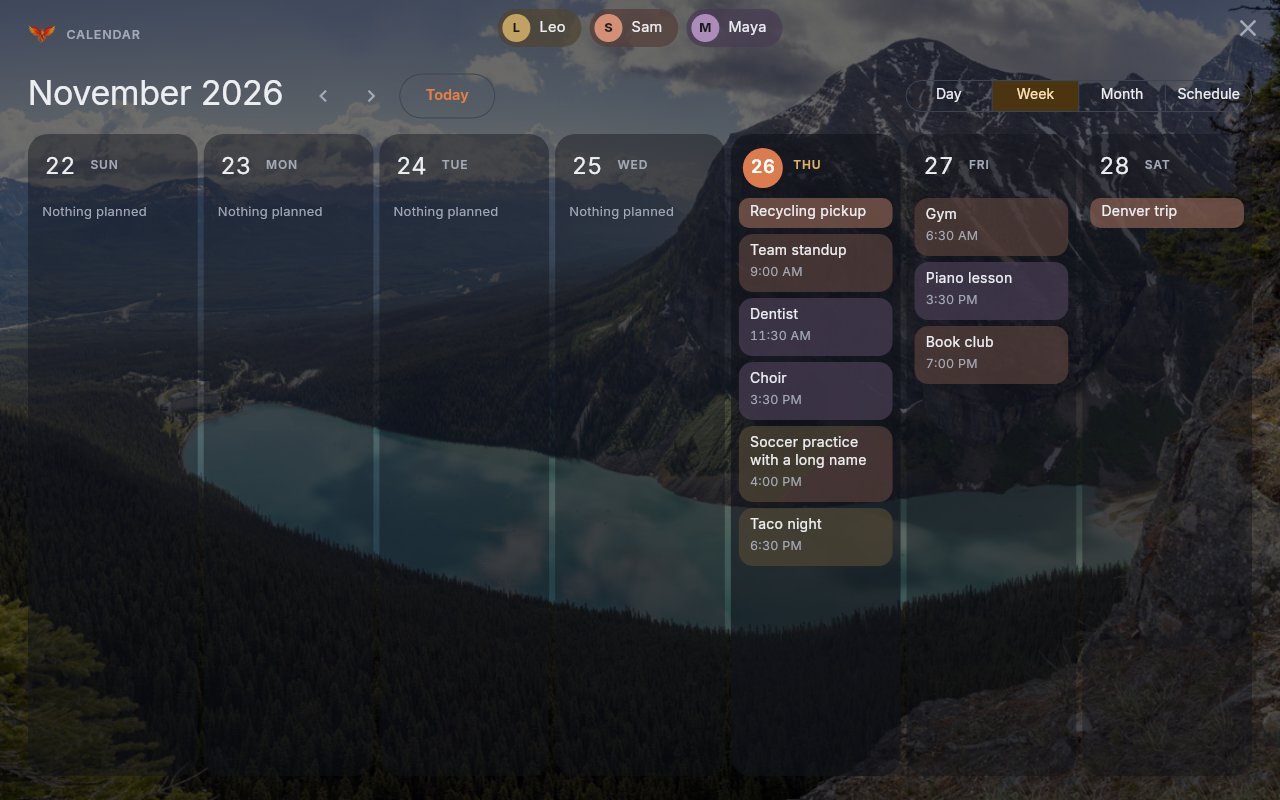 CALENDAR
L Leo
S Sam
M Maya
November 2026
Today
Day
Week
Month
Schedule
22 SUN
Nothing planned
23 MON
Nothing planned
24 TUE
Nothing planned
25 WED
Nothing planned
26 THU
Recycling pickup
Team standup
9:00 AM
Dentist
11:30 AM
Choir
3:30 PM
Soccer practice
with a long name
4:00 PM
Taco night
6:30 PM
27 FRI
Gym
6:30 AM
Piano lesson
3:30 PM
Book club
7:00 PM
28 SAT
Denver trip